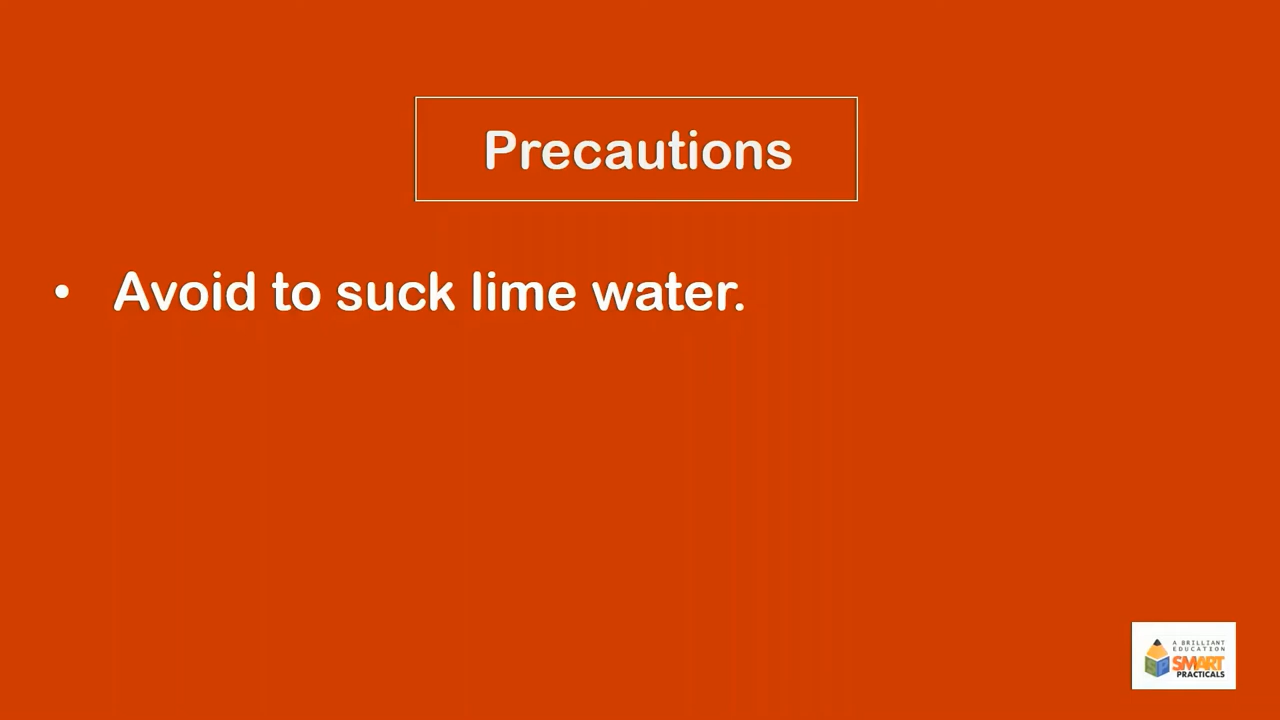 Precautions
• Avoid to suck lime water.
A BRILLIANT
EDUCATION
SMART
PRACTICALS